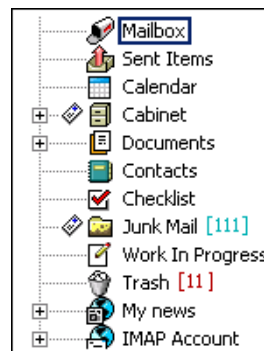 Mailbox
Sent Items
Calendar
Cabinet
Documents
Contacts
Checklist
Junk Mail [111]
Work In Progress
Trash [11 ]
My news
IMAP Account